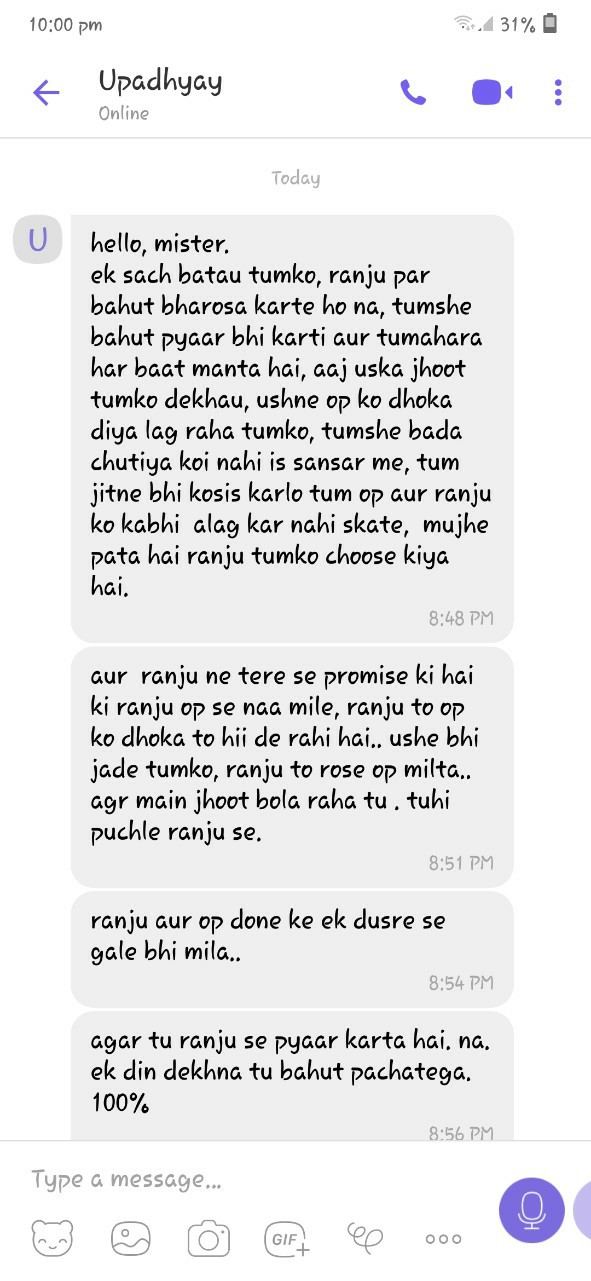 10:00 pm
31%
Upadhyay
Online
Today
U
hello, mister.
ek sach batau tumko, ranju par
bahut bharosa karte ho na, tumshe
bahut pyaar bhi karti aur tumahara
har baat manta hai, aaj uska jhoot
tumko dekhau, ushne op ko dhoka
diya lag raha tumko, tumshe bada
chutiya koi nahi is sansar me, tum
jitne bhi kosis karlo tum op aur ranju
ko kabhi  alag kar nahi skate,  mujhe
pata hai ranju tumko choose kiya
hai.
8:48 PM
aur  ranju ne tere se promise ki hai
ki ranju op se naa mile, ranju to op
ko dhoka to hii de rahi hai.. ushe bhi
jade tumko, ranju to rose op milta..
agr main jhoot bola raha tu . tuhi
puchle ranju se.
8:51 PM
ranju aur op done ke ek dusre se
gale bhi mila..
8:54 PM
agar tu ranju se pyaar karta hai. na.
ek din dekhna tu bahut pachatega.
100%
8:56 PM
Type a message...
GIF